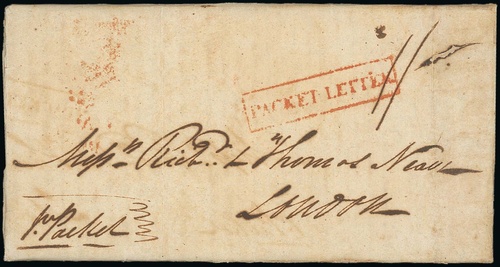 PACKET LETTER
Messrs Richd & Thomas Neave
London
pr Packet